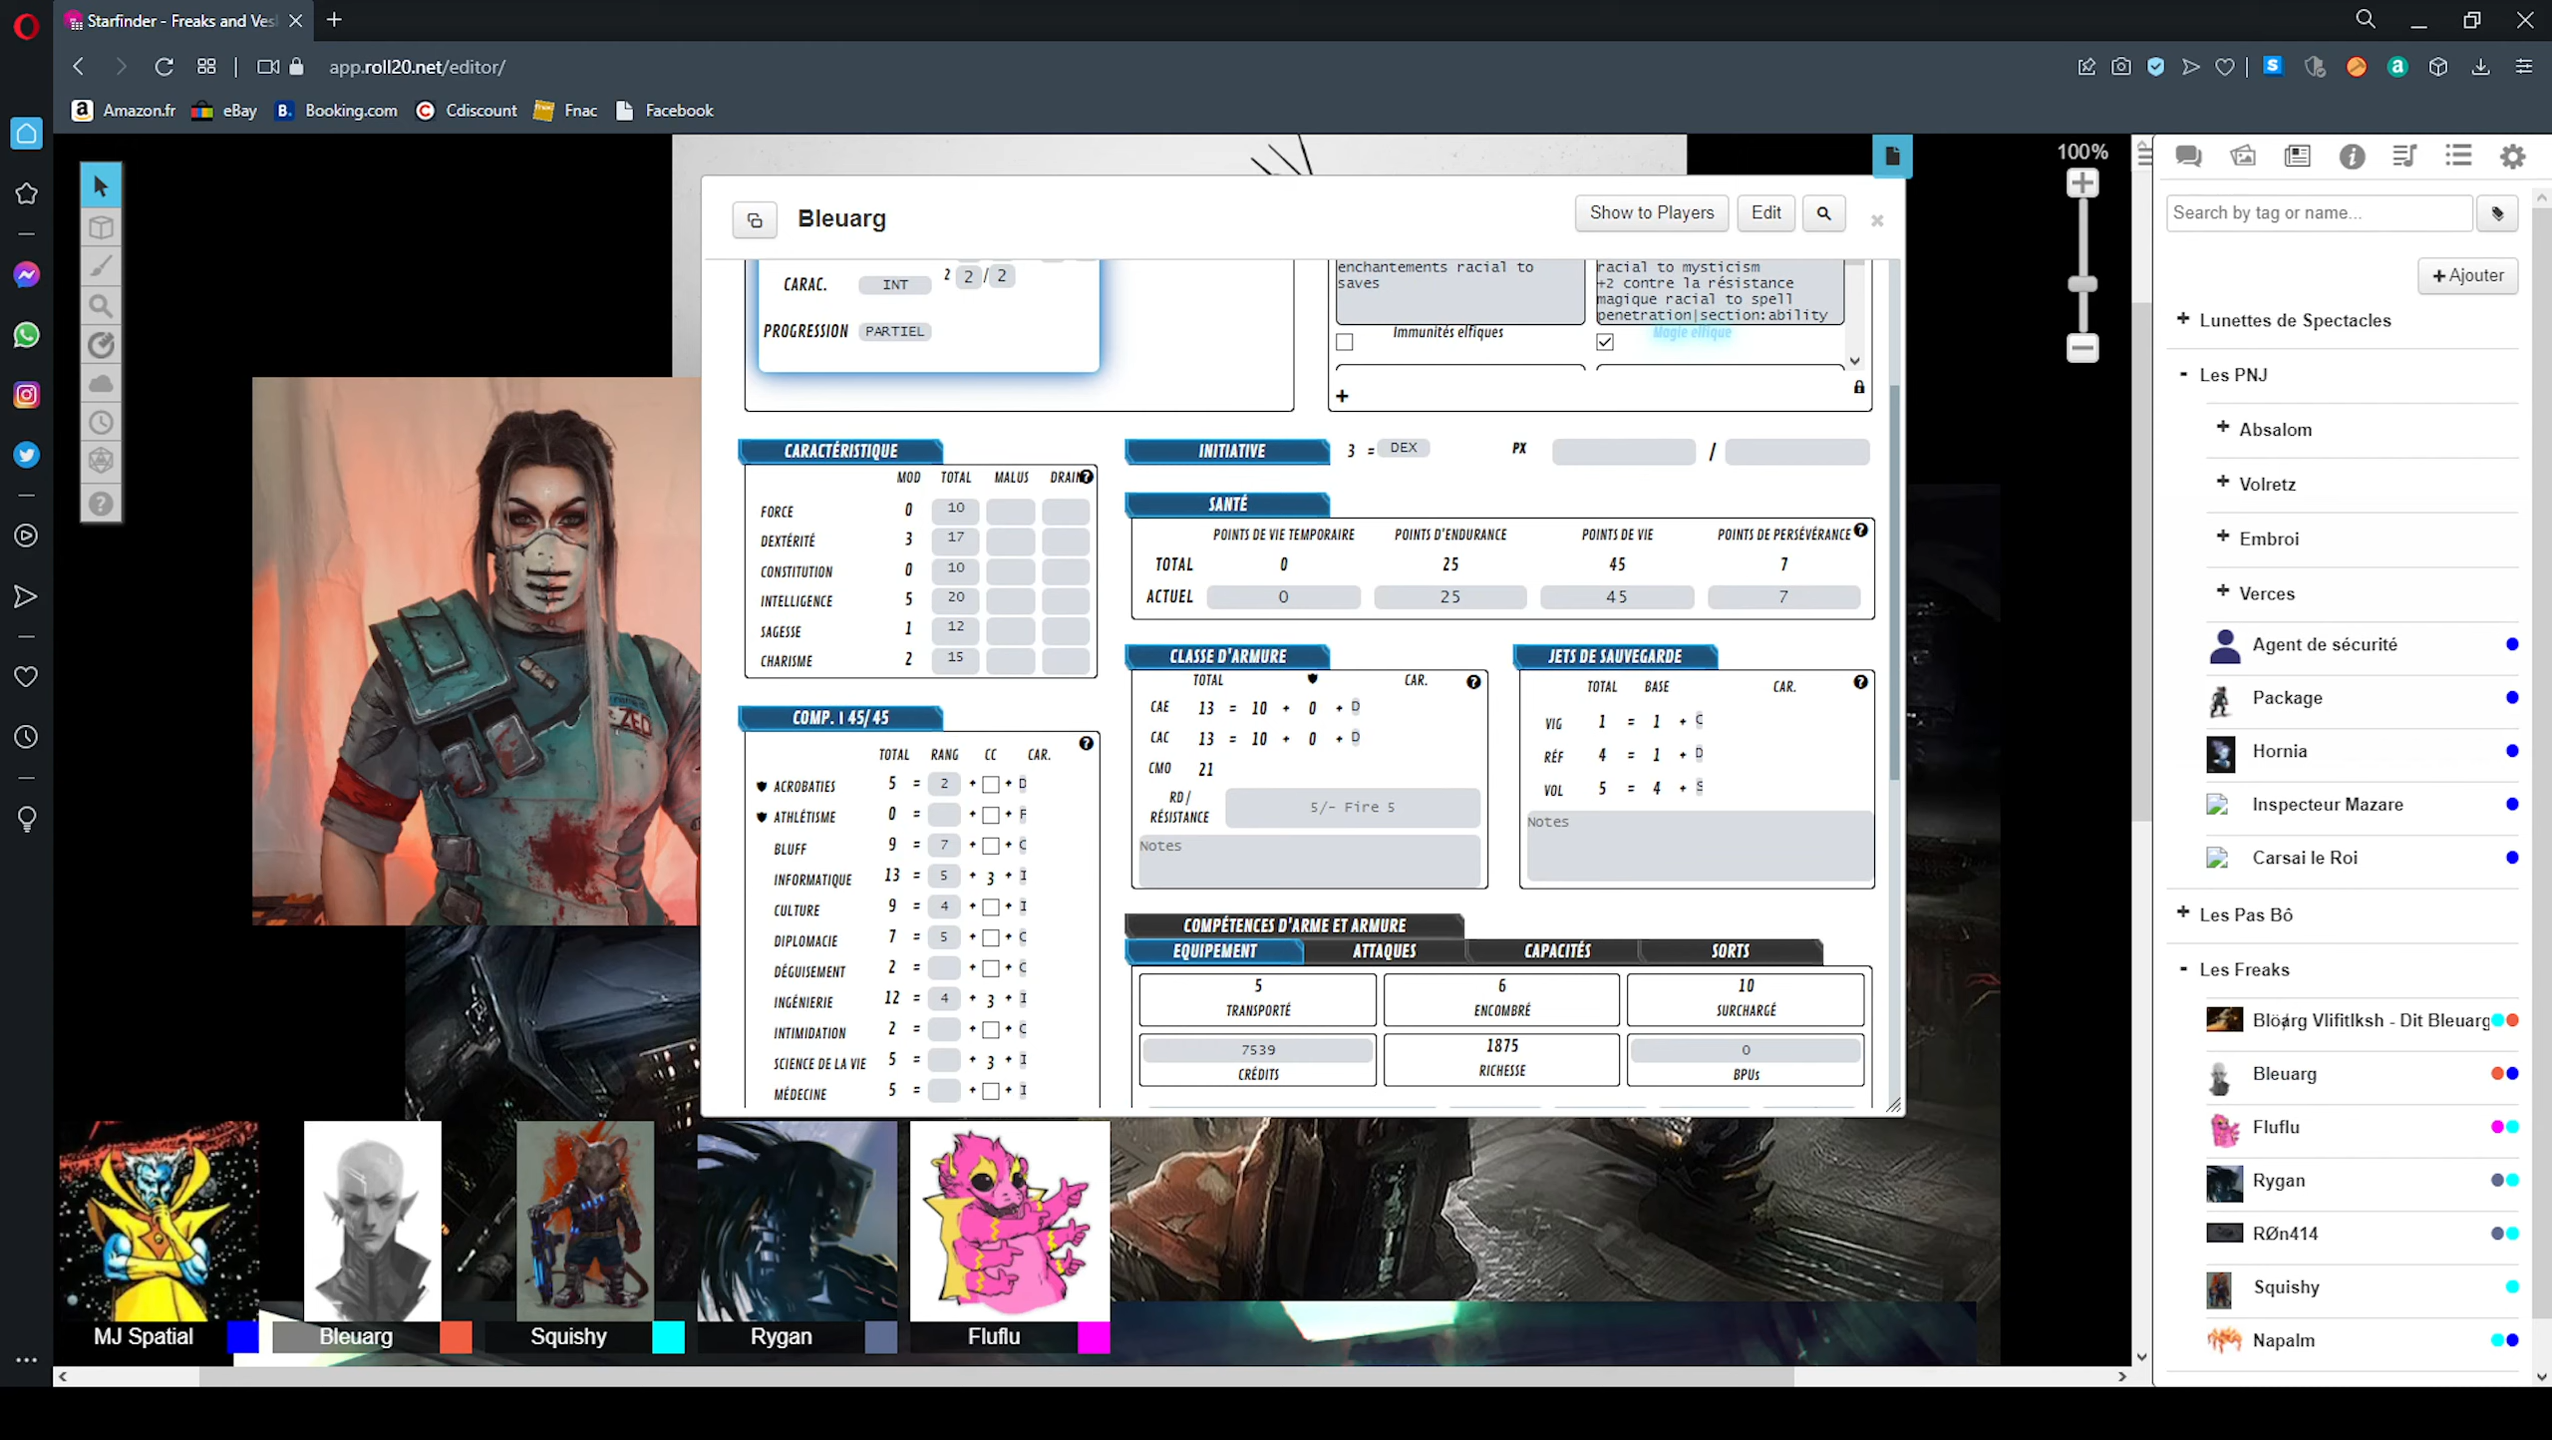 Starfinder - Freaks and Ves
app.roll20.net/editor/
Amazon.fr
eBay
Booking.com
Cdiscount
Fnac
Facebook
100%
Bleuarg
Show to Players
Edit
Search by tag or name...
+ Ajouter
CARAC.
INT
2
2
/
2
PROGRESSION
PARTIEL
enchantements racial to
saves
Immunités elfiques
racial to mysticism
+2 contre la résistance
magique racial to spell
penetration|section:ability
Magie elfique
CARACTÉRISTIQUE
MOD TOTAL MALUS DRAIN
FORCE 0 10
DEXTÉRITÉ 3 17
CONSTITUTION 0 10
INTELLIGENCE 5 20
SAGESSE 1 12
CHARISME 2 15
INITIATIVE 3 = DEX PX /
SANTÉ
POINTS DE VIE TEMPORAIRE POINTS D'ENDURANCE POINTS DE VIE POINTS DE PERSÉVÉRANCE
TOTAL 0 25 45 7
ACTUEL 0 25 45 7
CLASSE D'ARMURE
TOTAL CAR.
CAE 13 = 10 + 0 + D
CAC 13 = 10 + 0 + D
CMO 21
RD/
RÉSISTANCE
5/- Fire 5
Notes
JETS DE SAUVEGARDE
TOTAL BASE CAR.
VIG 1 = 1 + C
RÉF 4 = 1 + D
VOL 5 = 4 + S
Notes
COMP. | 45/45
TOTAL RANG CC CAR.
ACROBATIES 5 = 2 + + D
ATHLÉTISME 0 = + + F
BLUFF 9 = 7 + + C
INFORMATIQUE 13 = 5 + 3 + I
CULTURE 9 = 4 + + I
DIPLOMACIE 7 = 5 + + C
DÉGUISEMENT 2 = + + C
INGÉNIERIE 12 = 4 + 3 + I
INTIMIDATION 2 = + + C
SCIENCE DE LA VIE 5 = + 3 + I
MÉDECINE 5 = + + I
COMPÉTENCES D'ARME ET ARMURE
EQUIPEMENT ATTAQUES CAPACITÉS SORTS
5 6 10
TRANSPORTÉ ENCOMBRÉ SURCHARGÉ
7539 1875 0
CRÉDITS RICHESSE BPUs
Lunettes de Spectacles
Les PNJ
Absalom
Volretz
Embroi
Verces
Agent de sécurité
Package
Hornia
Inspecteur Mazare
Carsai le Roi
Les Pas Bô
Les Freaks
Blöårg Vlifitlksh - Dit Bleuarg
Bleuarg
Fluflu
Rygan
RØn414
Squishy
Napalm
MJ Spatial
Bleuarg
Squishy
Rygan
Fluflu